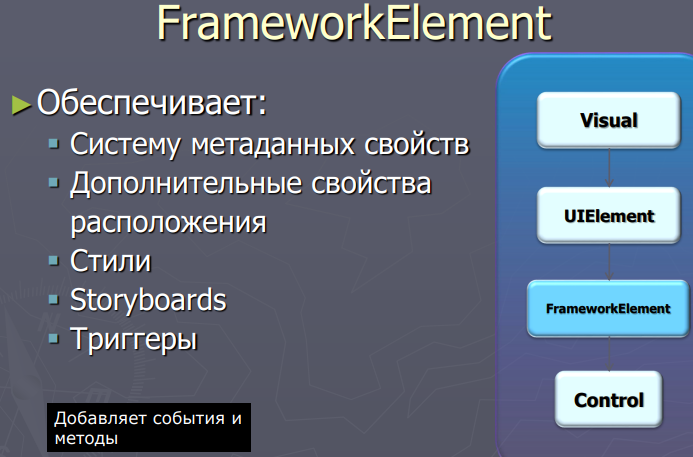 FrameworkElement
Обеспечивает:
Систему метаданных свойств
Дополнительные свойства
расположения
Стили
Storyboards
Триггеры
Добавляет события и
методы
Visual
UIElement
FrameworkElement
Control